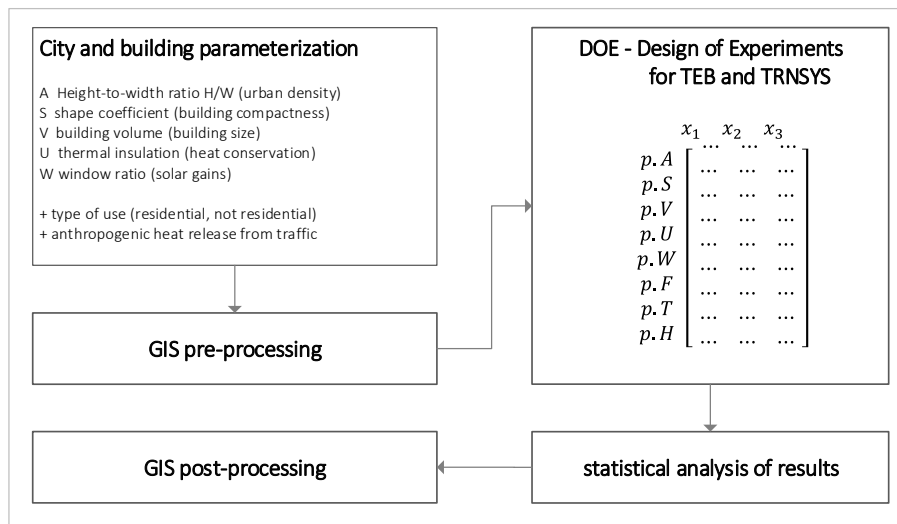 City and building parameterization
A Height-to-width ratio H/W (urban density)
S shape coefficient (building compactness)
V building volume (building size)
U thermal insulation (heat conservation)
W window ratio (solar gains)
+ type of use (residential, not residential)
+ anthropogenic heat release from traffic
GIS pre-processing
DOE - Design of Experiments
for TEB and TRNSYS
x1 x2 x3
... ... ...
p.A ... ... ...
p.S ... ... ...
p.V ... ... ...
p.U ... ... ...
p.W ... ... ...
p.F ... ... ...
p.T ... ... ...
p.H ... ... ...
statistical analysis of results
GIS post-processing